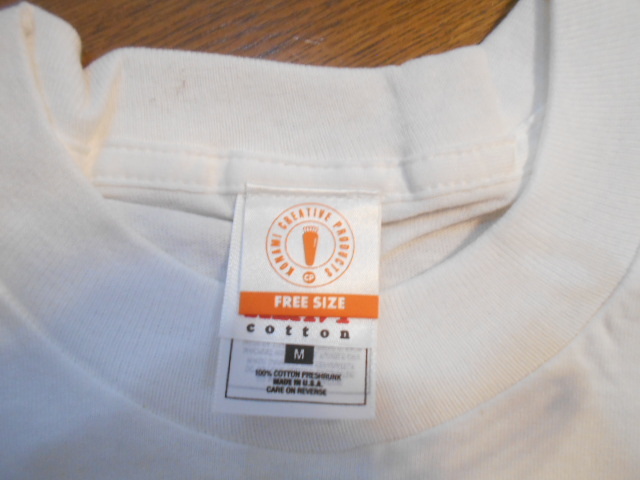 KONAMI CREATIVE PRODUCTS
CP
FREE SIZE
cotton
M
100% COTTON PRESHRUNK
MADE IN U.S.A.
CARE ON REVERSE